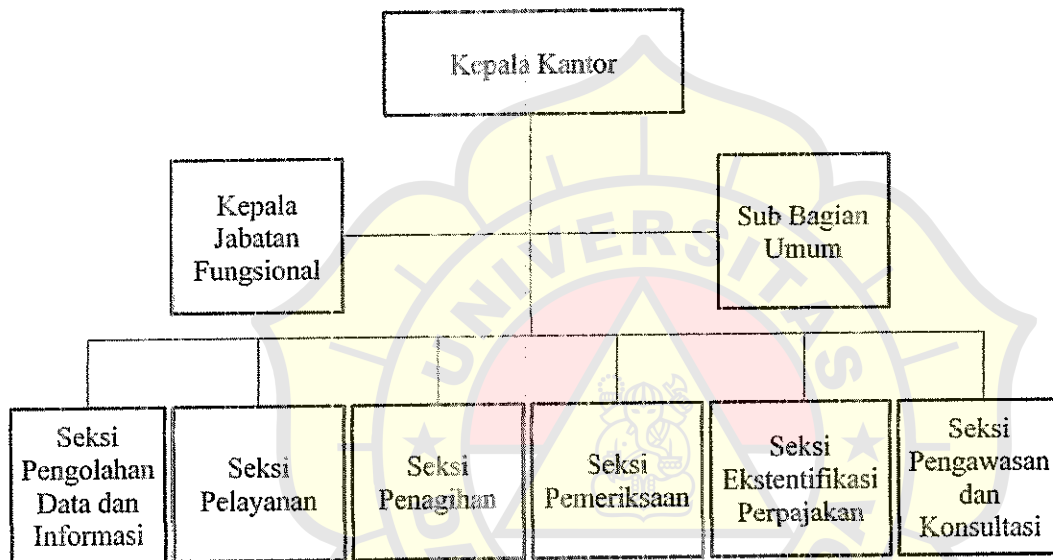 Kepala Kantor
Kepala
Jabatan
Fungsional
Sub Bagian
Umum
UNIVERSITAS
Seksi
Pengolahan
Data dan
Informasi
Seksi
Pelayanan
Seksi
Penagihan
Seksi
Pemeriksaan
Seksi
Ekstentifikasi
Perpajakan
Seksi
Pengawasan
dan
Konsultasi